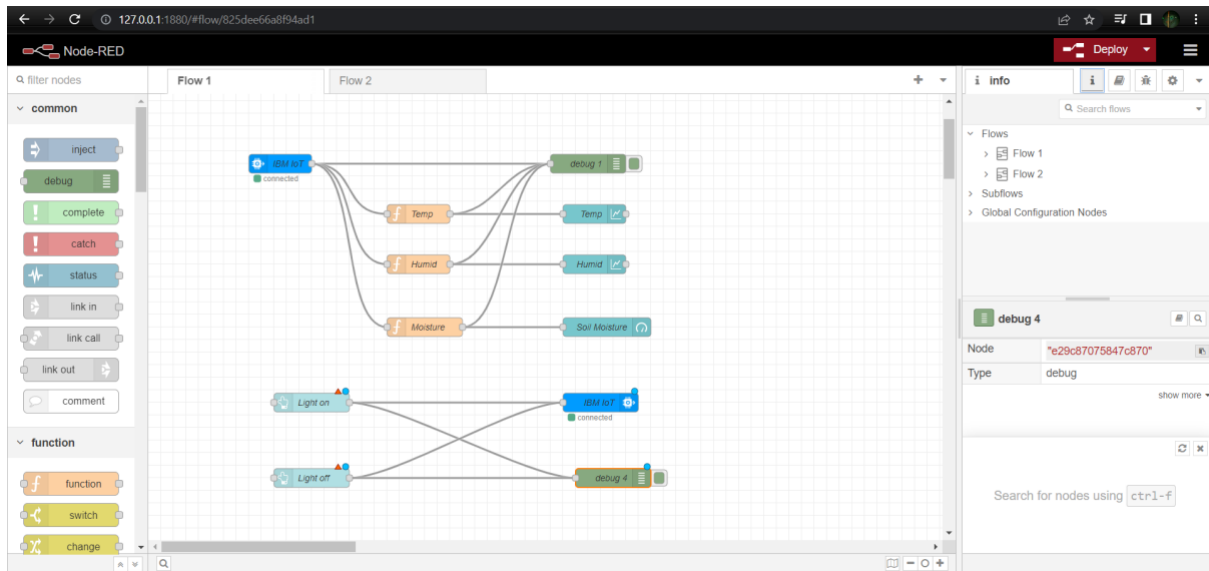 127.0.0.1:1880/#flow/825dee66a8f94ad1
Node-RED
Deploy
filter nodes
Flow 1
Flow 2
i info
i
Search flows
common
inject
debug
complete
catch
status
link in
link call
link out
comment
function
function
switch
change
IBM IoT
connected
debug 1
Temp
Temp
Humid
Humid
Moisture
Soil Moisture
Light on
IBM IoT
connected
Light off
debug 4
Flows
Flow 1
Flow 2
Subflows
Global Configuration Nodes
debug 4
Node "e29c87075847c870"
Type debug
show more
Search for nodes using ctrl-f